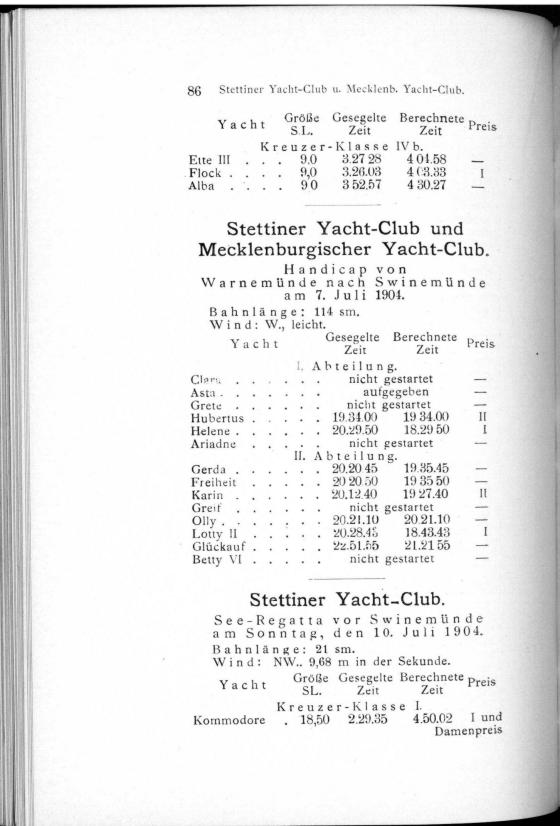 86 Stettiner Yacht-Club u. Mecklenb. Yacht-Club.
Yacht Größe S.L. Gesegelte Zeit Berechnete Zeit Preis
Kreuzer-Klasse IVb.
Ette III . . . 9,0 3.27 28 4 04.58 —
Flock . . . . 9,0 3.26.03 4 03.33 I
Alba . . . . 9 0 3 52.57 4 30.27 —
Stettiner Yacht-Club und
Mecklenburgischer Yacht-Club.
Handicap von
Warnemünde nach Swinemünde
am 7. Juli 1904.
Bahnlänge: 114 sm.
Wind: W., leicht.
Yacht Gesegelte Zeit Berechnete Zeit Preis
I. Abteilung.
Clara . . . . . . nicht gestartet —
Asta . . . . . . . aufgegeben —
Grete . . . . . . nicht gestartet —
Hubertus . . . . . 19.34.00 19 34.00 II
Helene . . . . . . 20.29.50 18.29 50 I
Ariadne . . . . . nicht gestartet —
II. Abteilung.
Gerda . . . . . . 20.20 45 19.35.45 —
Freiheit . . . . . 20 20.50 19 35 50 —
Karin . . . . . . 20.12.40 19 27.40 II
Greif . . . . . . nicht gestartet —
Olly . . . . . . . 20.21.10 20 21.10 —
Lotty II . . . . . 20.28.43 18.43.43 I
Glückauf . . . . . 22.51.55 21.21 55 —
Betty VI . . . . . nicht gestartet —
Stettiner Yacht-Club.
See-Regatta vor Swinemünde
am Sonntag, den 10. Juli 1904.
Bahnlänge: 21 sm.
Wind: NW.. 9,68 m in der Sekunde.
Yacht Größe SL. Gesegelte Zeit Berechnete Zeit Preis
Kreuzer-Klasse I.
Kommodore . 18,50 2.29.35 4.50.02 I und
Damenpreis